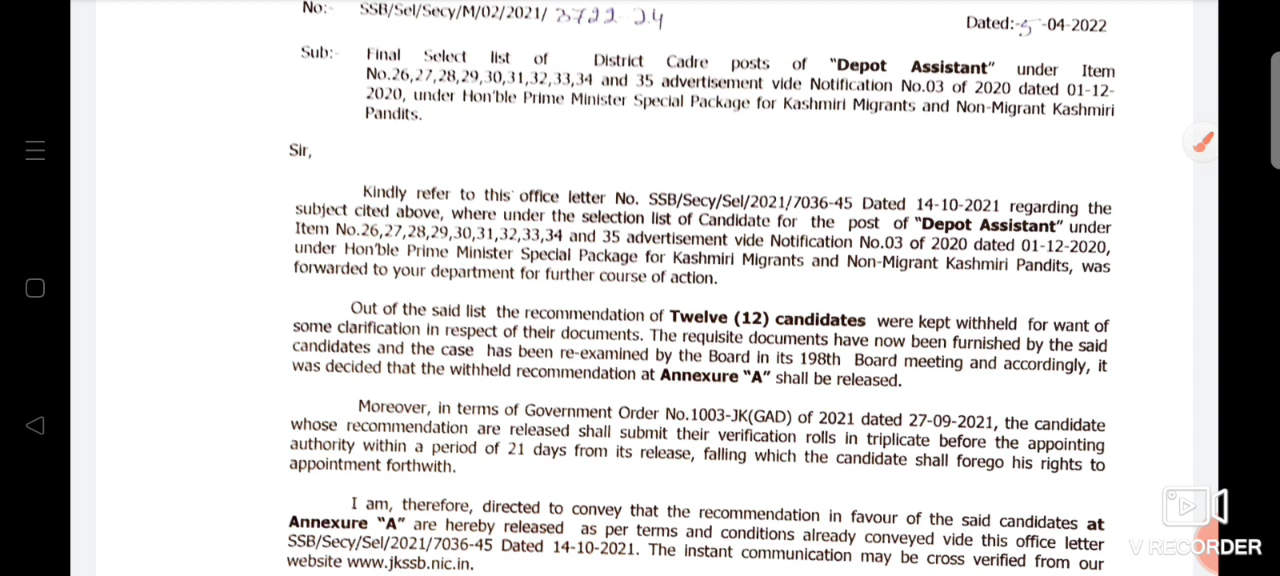 No:- SSB/Sel/Secy/M/02/2021/ 3722-24
Dated:-5-04-2022
Sub:- Final Select list of District Cadre posts of "Depot Assistant" under Item
No.26,27,28,29,30,31,32,33,34 and 35 advertisement vide Notification No.03 of 2020 dated 01-12-
2020, under Hon'ble Prime Minister Special Package for Kashmiri Migrants and Non-Migrant Kashmiri
Pandits.
Sir,
Kindly refer to this office letter No. SSB/Secy/Sel/2021/7036-45 Dated 14-10-2021 regarding the
subject cited above, where under the selection list of Candidate for the post of "Depot Assistant" under
Item No.26,27,28,29,30,31,32,33,34 and 35 advertisement vide Notification No.03 of 2020 dated 01-12-2020,
under Hon'ble Prime Minister Special Package for Kashmiri Migrants and Non-Migrant Kashmiri Pandits, was
forwarded to your department for further course of action.
Out of the said list the recommendation of Twelve (12) candidates were kept withheld for want of
some clarification in respect of their documents. The requisite documents have now been furnished by the said
candidates and the case has been re-examined by the Board in its 198th Board meeting and accordingly, it
was decided that the withheld recommendation at Annexure "A" shall be released.
Moreover, in terms of Government Order No.1003-JK(GAD) of 2021 dated 27-09-2021, the candidate
whose recommendation are released shall submit their verification rolls in triplicate before the appointing
authority within a period of 21 days from its release, falling which the candidate shall forego his rights to
appointment forthwith.
I am, therefore, directed to convey that the recommendation in favour of the said candidates at
Annexure "A" are hereby released as per terms and conditions already conveyed vide this office letter
SSB/Secy/Sel/2021/7036-45 Dated 14-10-2021. The instant communication may be cross verified from our
website www.jkssb.nic.in.
V RECORDER